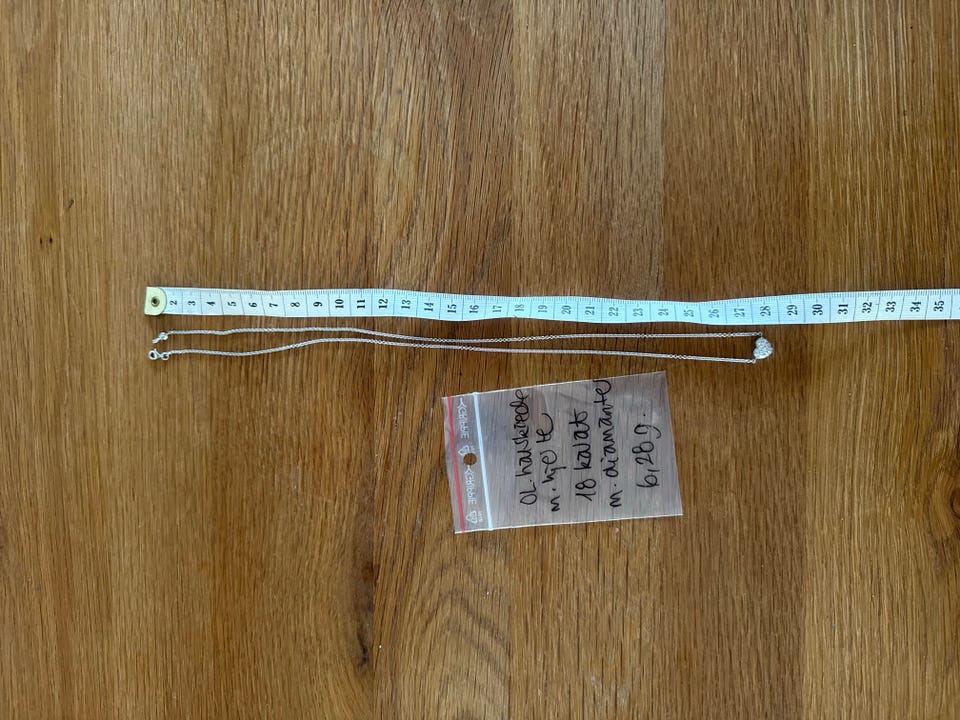 2 3 4 5 6 7 8 9 10 11 12 13 14 15 16 17 18 19 20 21 22 23 24 25 26 27 28 29 30 31 32 33 34 35
OL. halskæde
m. hjerte
18 karat
m. diamanter
6,28 g.